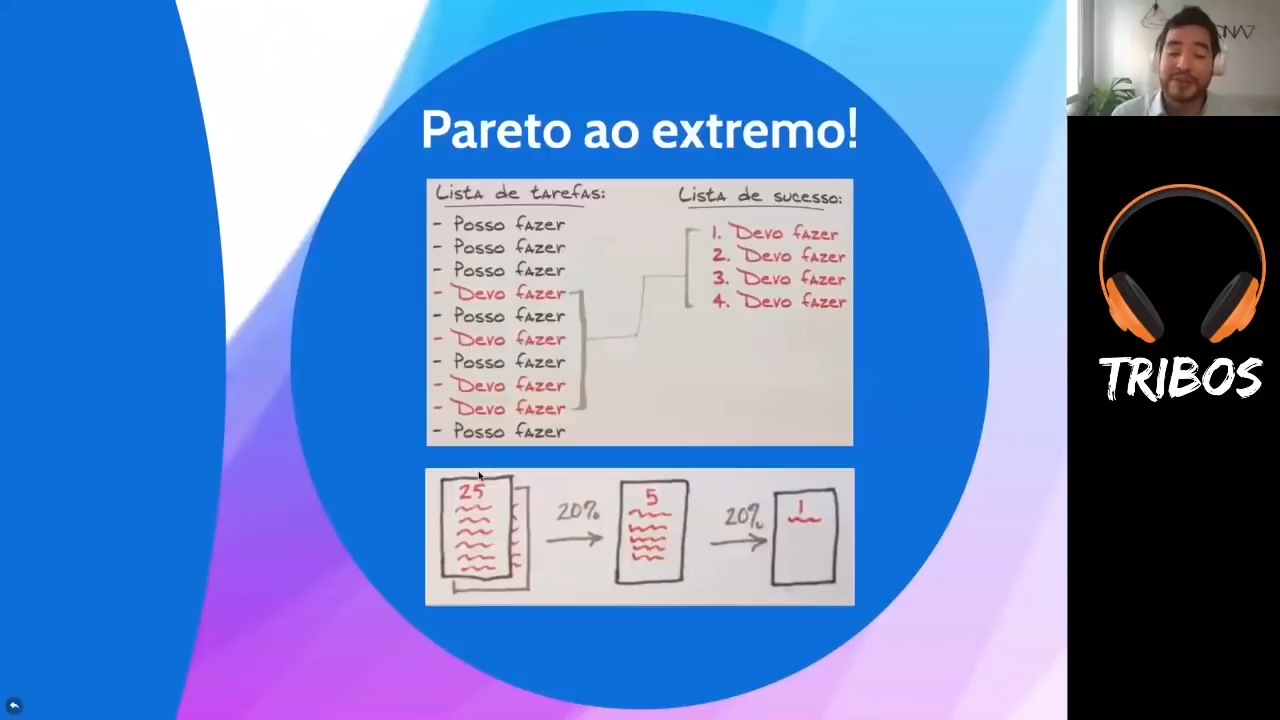 Pareto ao extremo!
Lista de tarefas:
- Posso fazer
- Posso fazer
- Posso fazer
- Devo fazer
- Posso fazer
- Devo fazer
- Posso fazer
- Devo fazer
- Devo fazer
- Posso fazer
Lista de sucesso:
1. Devo fazer
2. Devo fazer
3. Devo fazer
4. Devo fazer
25
20%
5
20%
1
TRIBOS